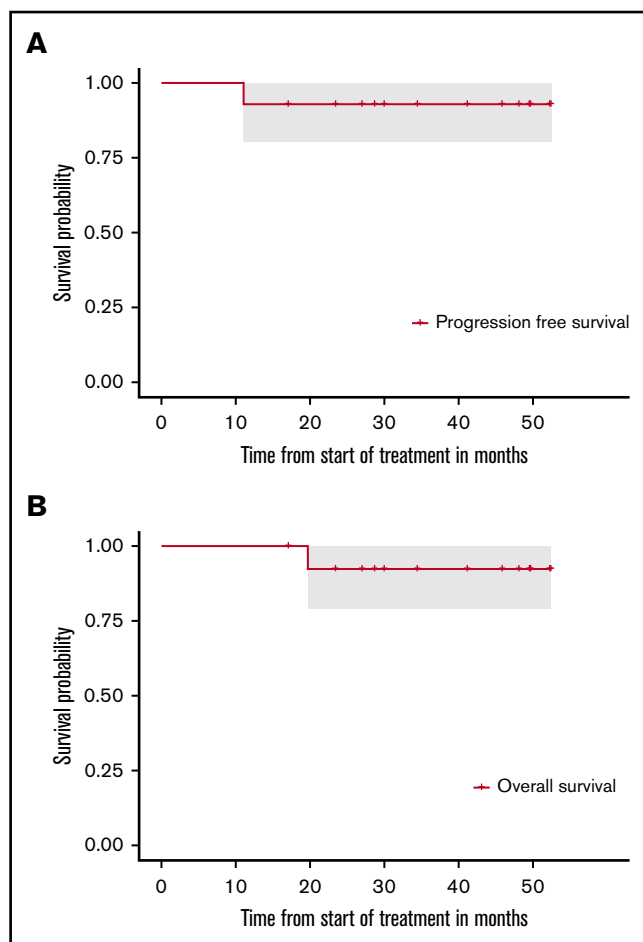 A
1.00
0.75
0.50
0.25
0.00
Survival probability
Progression free survival
0 10 20 30 40 50
Time from start of treatment in months
B
1.00
0.75
0.50
0.25
0.00
Survival probability
Overall survival
0 10 20 30 40 50
Time from start of treatment in months